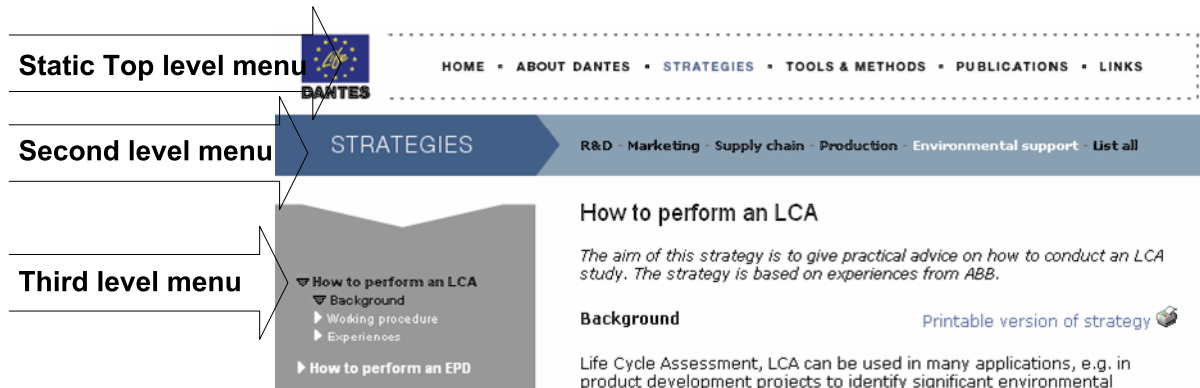 Static Top level menu
Life
DANTES
HOME • ABOUT DANTES • STRATEGIES • TOOLS & METHODS • PUBLICATIONS • LINKS
Second level menu
STRATEGIES
R&D - Marketing - Supply chain - Production - Environmental support - List all
How to perform an LCA
The aim of this strategy is to give practical advice on how to conduct an LCA
study. The strategy is based on experiences from ABB.
Third level menu
How to perform an LCA
Background
Working procedure
Experiences
How to perform an EPD
Background
Printable version of strategy
Life Cycle Assessment, LCA can be used in many applications, e.g. in
product development projects to identify significant environmental